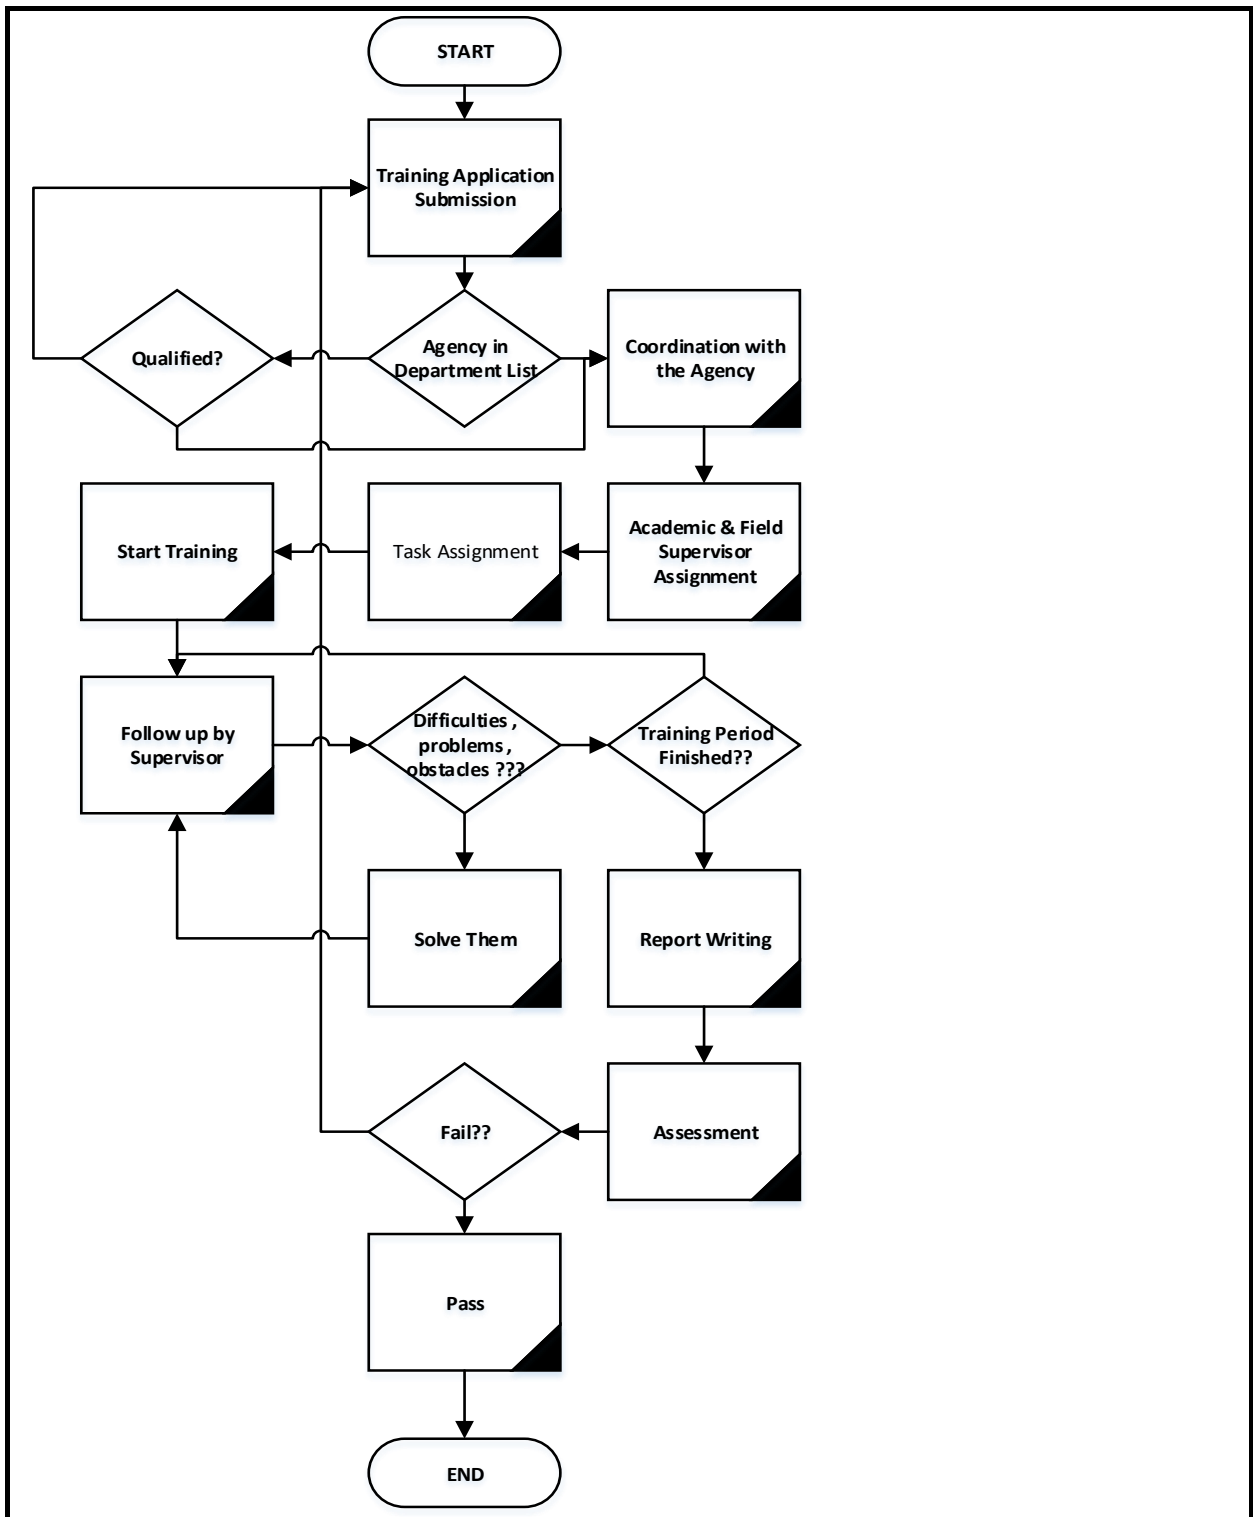 START
Training Application
Submission
Qualified?
Agency in
Department List
Coordination with
the Agency
Start Training
Task Assignment
Academic & Field
Supervisor
Assignment
Follow up by
Supervisor
Difficulties ,
problems ,
obstacles ???
Training Period
Finished??
Solve Them
Report Writing
Fail??
Assessment
Pass
END